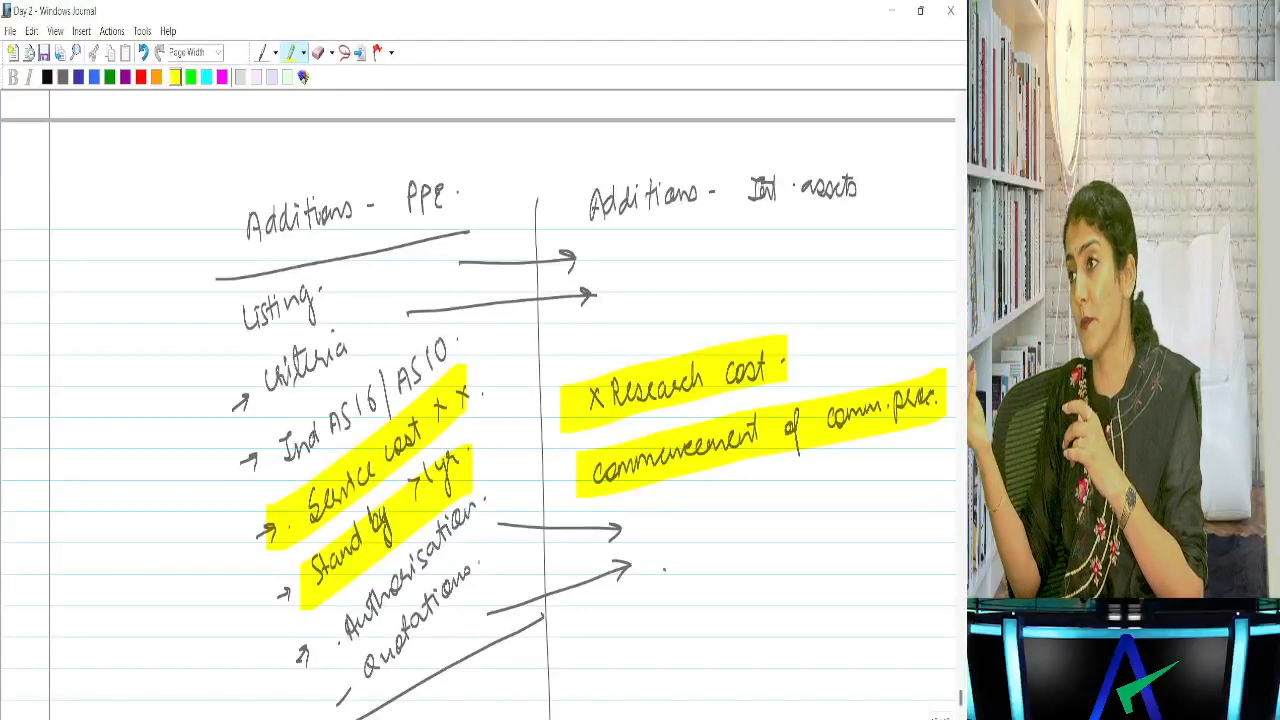 Day 2 - Windows Journal
File Edit View Insert Actions Tools Help
Page Width
B I
Additions - PPE.
Listing.
→ Criteria
→ Ind AS 16 / AS 10.
→ Service cost x x.
→ Stand by > 1 yr.
→ Authorisation.
- Quotations.
Additions - Int. assets
x Research cost.
commencement of comm. proc.